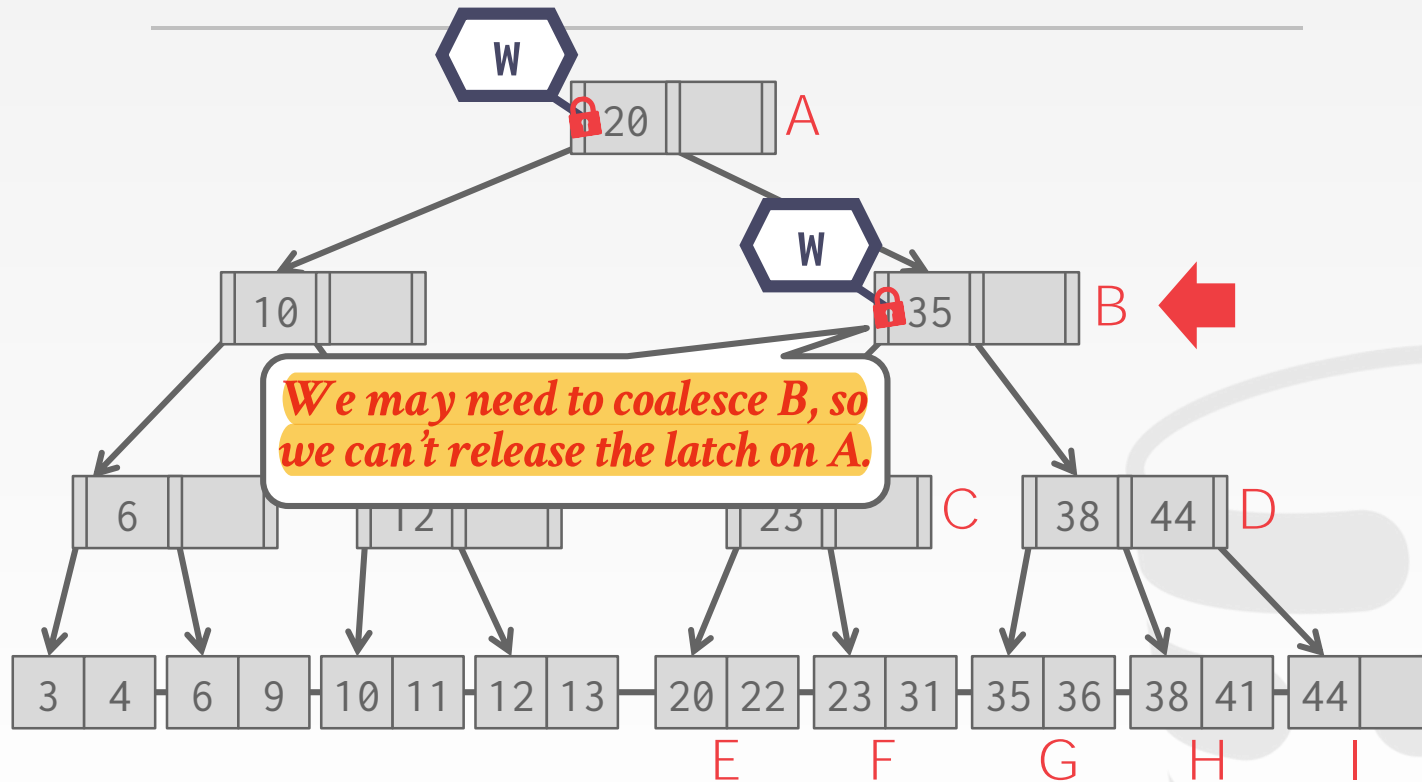 W
20 A
W
10
35 B
We may need to coalesce B, so
we can't release the latch on A.
6
12
23 C
38 44 D
3 4 6 9 10 11 12 13 20 22 23 31 35 36 38 41 44
E F G H I